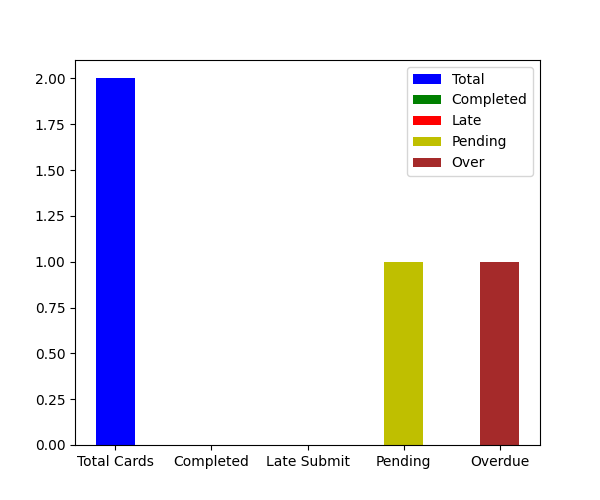 2.00
1.75
1.50
1.25
1.00
0.75
0.50
0.25
0.00
Total
Completed
Late
Pending
Over
Total Cards Completed Late Submit Pending Overdue